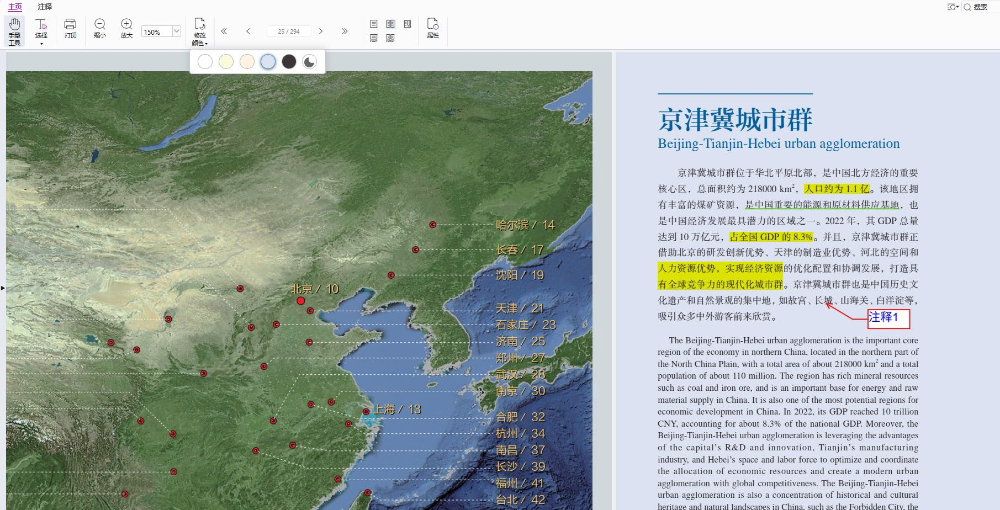 主页 注释
搜索
手型工具 选择 打印 缩小 放大 150% 修改颜色 25 / 294 属性
哈尔滨 / 14
长春 / 17
沈阳 / 19
北京 / 10
天津 / 21
石家庄 / 23
济南 / 25
郑州 / 27
武汉 / 28
南京 / 30
上海 / 13
合肥 / 32
杭州 / 34
南昌 / 37
长沙 / 39
福州 / 41
台北 / 42
京津冀城市群
Beijing-Tianjin-Hebei urban agglomeration
京津冀城市群位于华北平原北部，是中国北方经济的重要
核心区，总面积约为 218000 km²，人口约为 1.1 亿。该地区拥
有丰富的煤矿资源，是中国重要的能源和原材料供应基地，也
是中国经济发展最具潜力的区域之一。2022 年，其 GDP 总量
达到 10 万亿元，占全国 GDP 的 8.3%。并且，京津冀城市群正
借助北京的研发创新优势、天津的制造业优势、河北的空间和
人力资源优势，实现经济资源的优化配置和协调发展，打造具
有全球竞争力的现代化城市群。京津冀城市群也是中国历史文
化遗产和自然景观的集中地，如故宫、长城、山海关、白洋淀等，
吸引众多中外游客前来欣赏。
注释1
The Beijing-Tianjin-Hebei urban agglomeration is the important core
region of the economy in northern China, located in the northern part of
the North China Plain, with a total area of about 218000 km² and a total
population of about 110 million. The region has rich mineral resources
such as coal and iron ore, and is an important base for energy and raw
material supply in China. It is also one of the most potential regions for
economic development in China. In 2022, its GDP reached 10 trillion
CNY, accounting for about 8.3% of the national GDP. Moreover, the
Beijing-Tianjin-Hebei urban agglomeration is leveraging the advantages
of the capital's R&D and innovation, Tianjin's manufacturing
industry, and Hebei's space and labor force to optimize and coordinate
the allocation of economic resources and create a modern urban
agglomeration with global competitiveness. The Beijing-Tianjin-Hebei
urban agglomeration is also a concentration of historical and cultural
heritage and natural landscapes in China, such as the Forbidden City, the